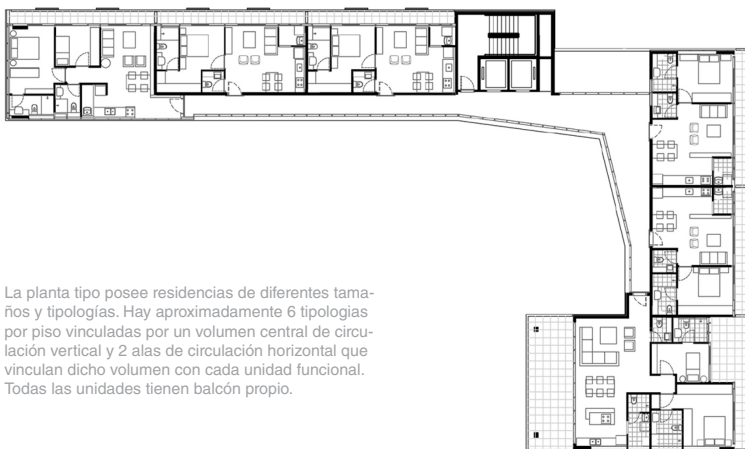 La planta tipo posee residencias de diferentes tama-
ños y tipologías. Hay aproximadamente 6 tipologias
por piso vinculadas por un volumen central de circu-
lación vertical y 2 alas de circulación horizontal que
vinculan dicho volumen con cada unidad funcional.
Todas las unidades tienen balcón propio.